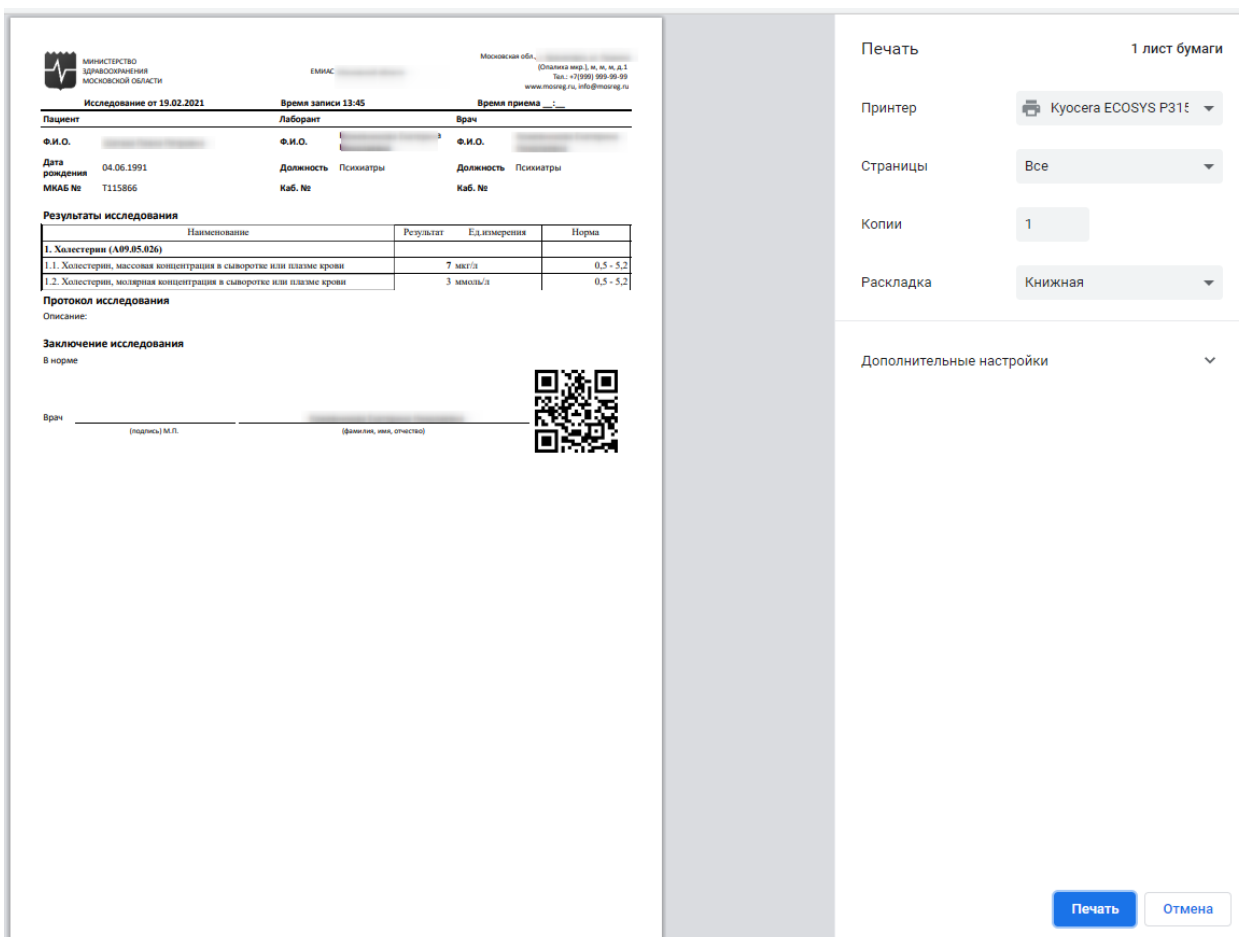 МИНИСТЕРСТВО
ЗДРАВООХРАНЕНИЯ
МОСКОВСКОЙ ОБЛАСТИ
ЕМИАС
Московская обл.,
(Опалиха мкр.), м, м, м, д.1
Тел.: +7(999) 999-99-99
www.mosreg.ru, info@mosreg.ru
Исследование от 19.02.2021 Время записи 13:45 Время приема __:__
Пациент Лаборант Врач
Ф.И.О. Ф.И.О. Ф.И.О.
Дата рождения 04.06.1991 Должность Психиатры Должность Психиатры
МКАБ № T115866 Каб. № Каб. №
Результаты исследования
Наименование Результат Ед.измерения Норма
1. Холестерин (A09.05.026)
1.1. Холестерин, массовая концентрация в сыворотке или плазме крови 7 мкг/л 0,5 - 5,2
1.2. Холестерин, молярная концентрация в сыворотке или плазме крови 3 ммоль/л 0,5 - 5,2
Протокол исследования
Описание:
Заключение исследования
В норме
Врач
(подпись) М.П. (фамилия, имя, отчество)
Печать 1 лист бумаги
Принтер Kyocera ECOSYS P315
Страницы Все
Копии 1
Раскладка Книжная
Дополнительные настройки
Печать Отмена